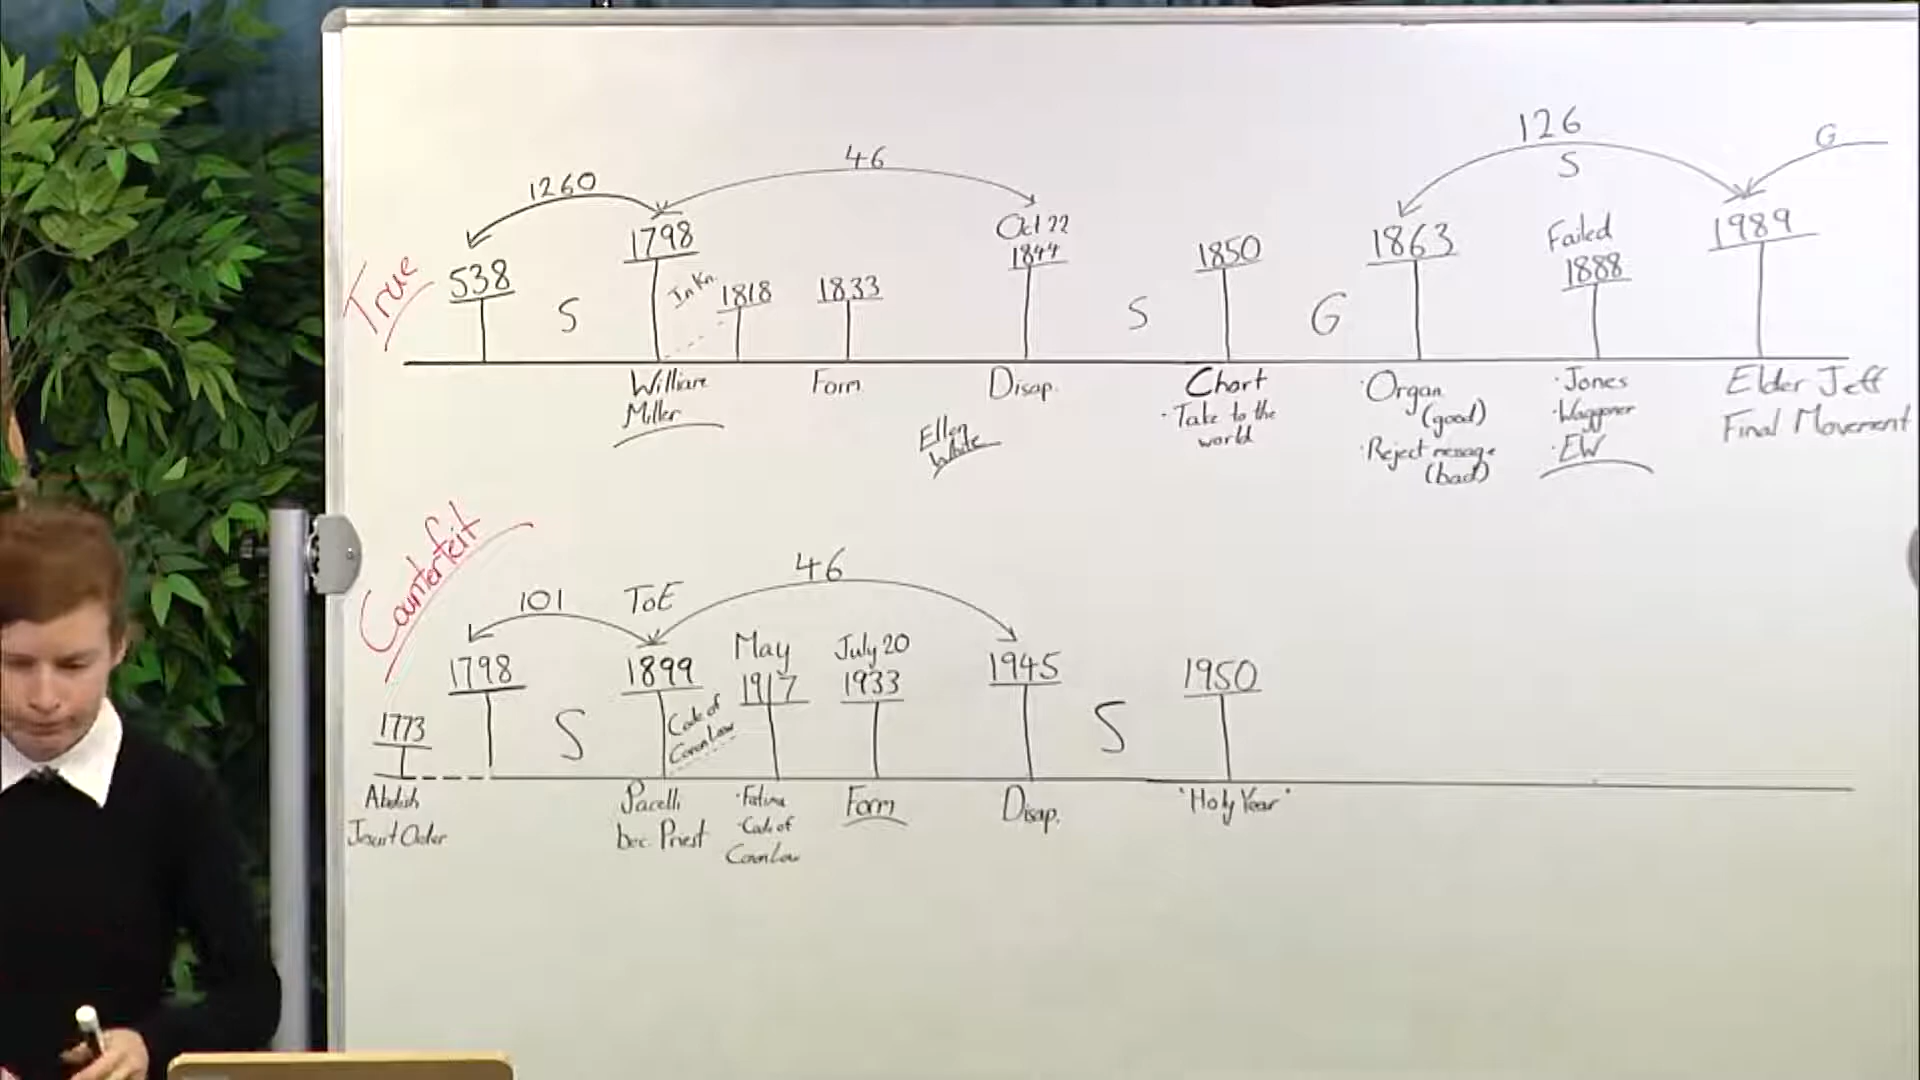 True
1260
46
126
S
G
538
S
1798
In Kn.
1818
1833
Oct 22
1844
S
1850
G
1863
Failed
1888
1989
William
Miller
Form.
Disap.
Ellen
White
Chart
· Take to the
world
· Organ.
(good)
· Reject message
(bad)
· Jones
· Waggoner
· EW
Elder Jeff
Final Movement
Counterfeit
101
ToE
46
1773
1798
S
1899
Code of
Canon Law
May
1917
July 20
1933
1945
S
1950
Abolish
Jesuit Order
Pacelli
bec. Priest
· Fatima
· Code of
Canon Law
Form
Disap.
'Holy Year'